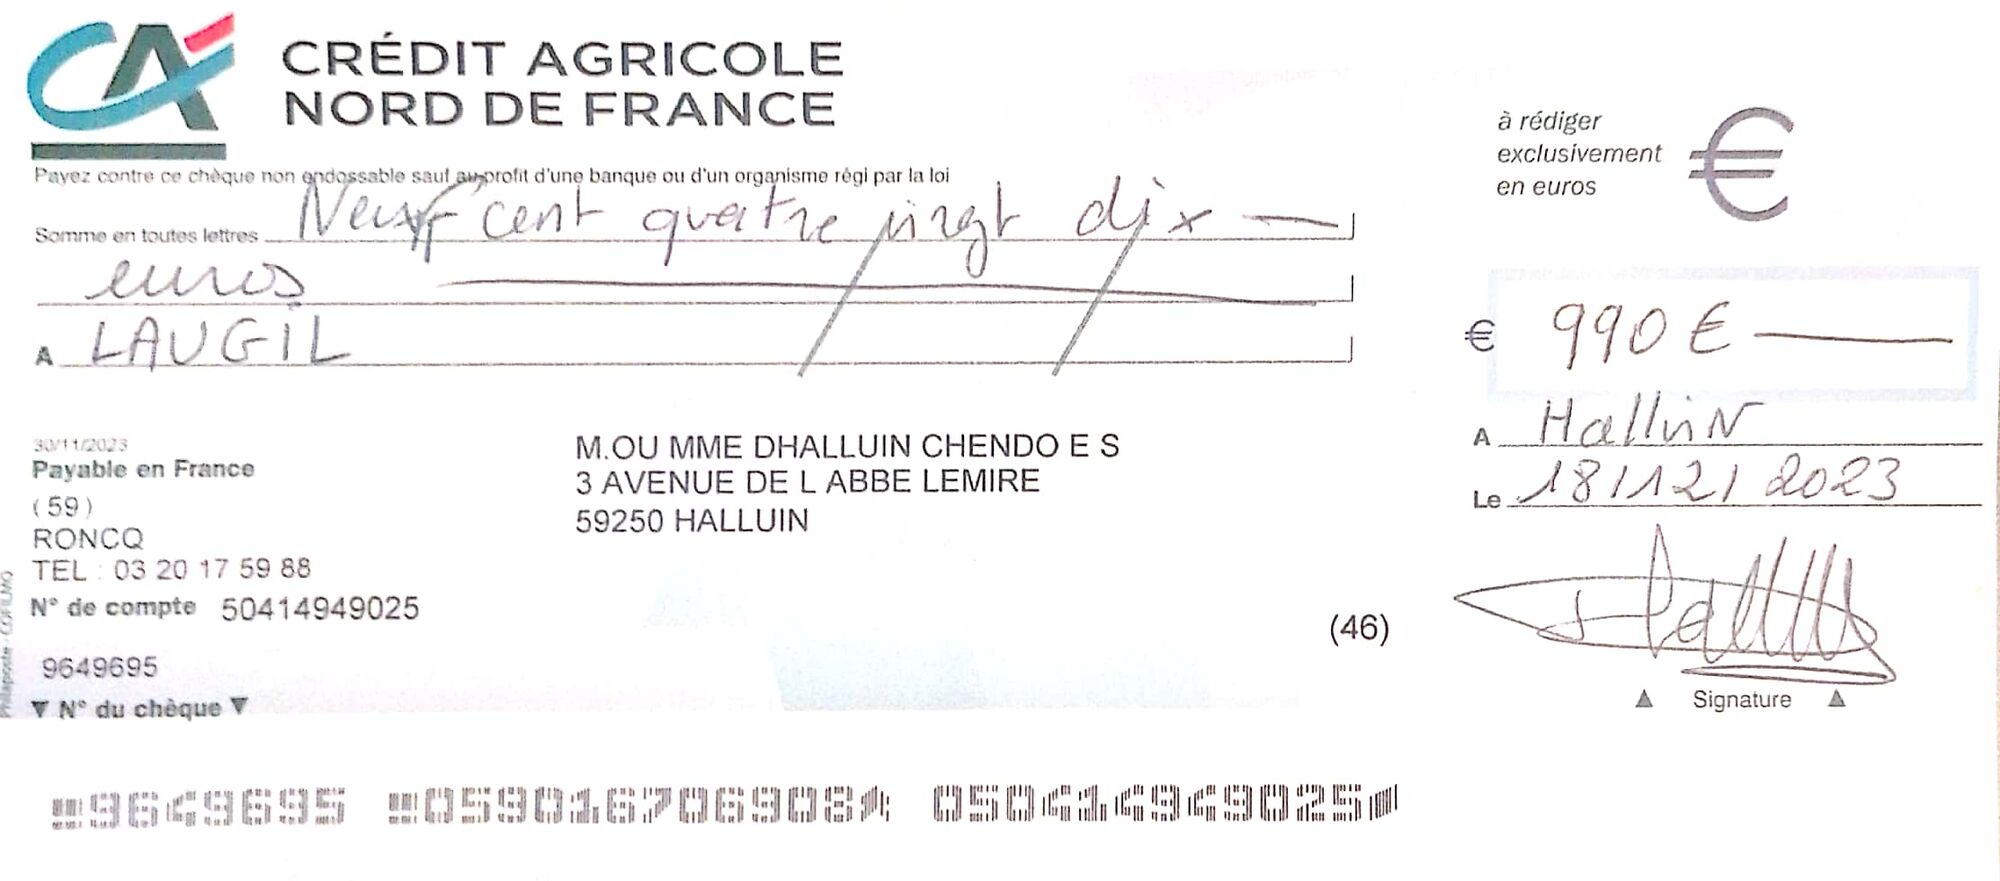 CRÉDIT AGRICOLE
NORD DE FRANCE
à rédiger
exclusivement
en euros
€
Payez contre ce chèque non endossable sauf au profit d'une banque ou d'un organisme régi par la loi
Somme en toutes lettres Neuf cent quatre vingt dix
euros
A LAUGIL
€ 990 €
A HalluiN
Le 18/12/2023
30/11/2023
Payable en France
(59)
RONCQ
TEL : 03 20 17 59 88
N° de compte 50414949025
M.OU MME DHALLUIN CHENDO E S
3 AVENUE DE L ABBE LEMIRE
59250 HALLUIN
(46)
9649695
▼ N° du chèque ▼
▲ Signature ▲
Philaposte - COFILMO
9649695 059016706908 050414949025